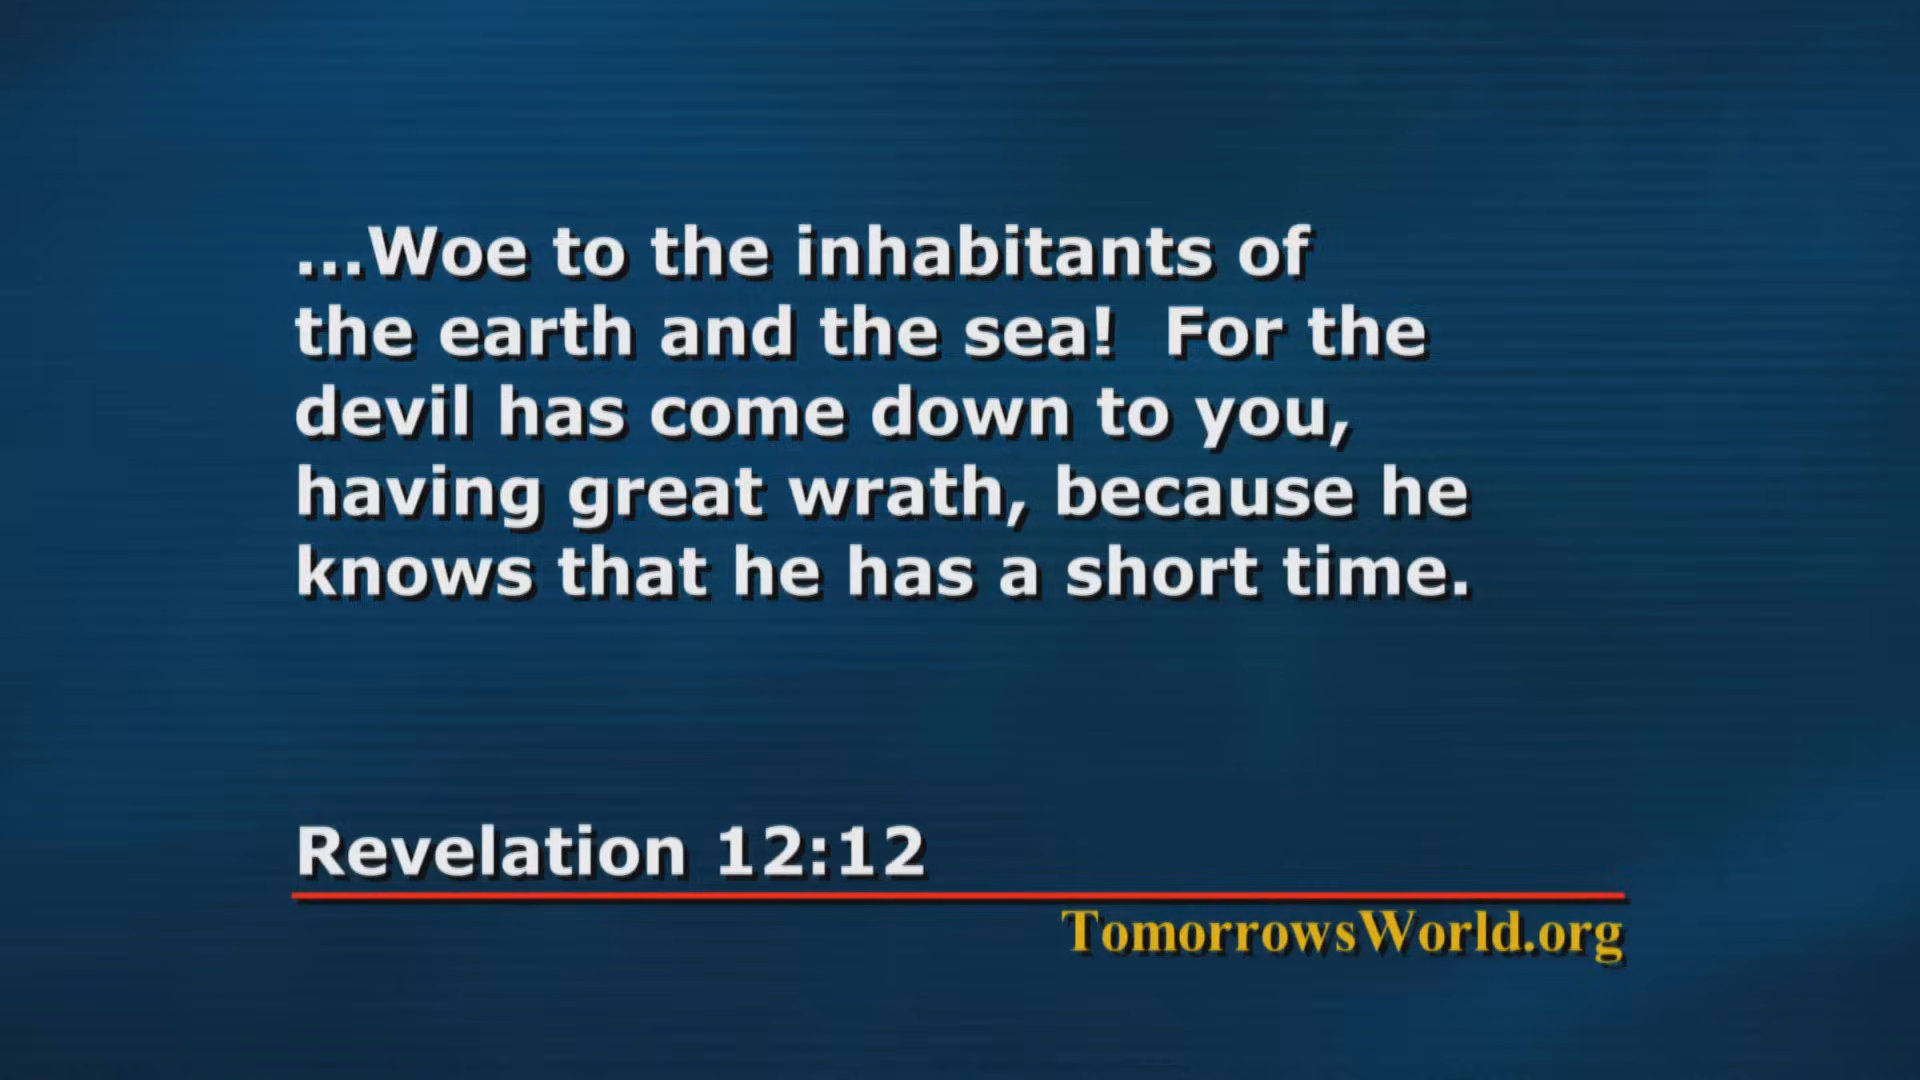 ...Woe to the inhabitants of
the earth and the sea!  For the
devil has come down to you,
having great wrath, because he
knows that he has a short time.
Revelation 12:12
TomorrowsWorld.org